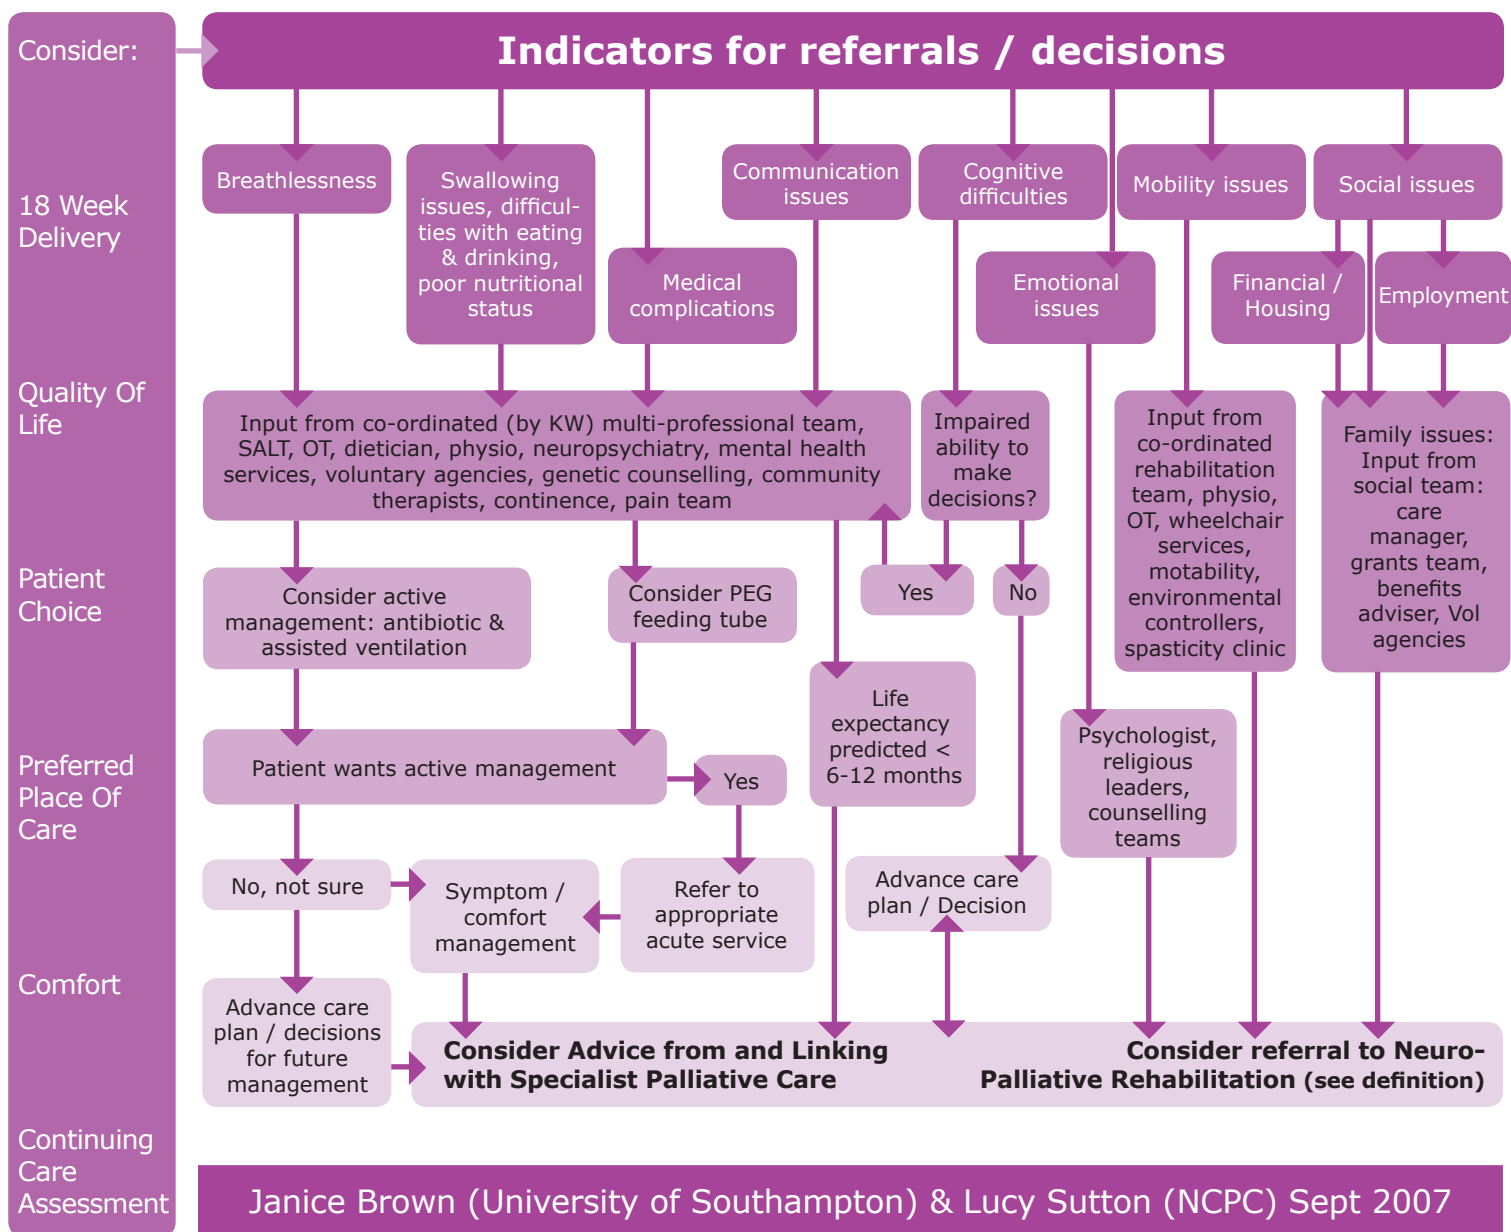 Consider:
18 Week
Delivery
Quality Of
Life
Patient
Choice
Preferred
Place Of
Care
Comfort
Continuing
Care
Assessment
Indicators for referrals / decisions
Breathlessness
Swallowing
issues, difficul-
ties with eating
& drinking,
poor nutritional
status
Medical
complications
Communication
issues
Cognitive
difficulties
Emotional
issues
Mobility issues
Social issues
Financial /
Housing
Employment
Input from co-ordinated (by KW) multi-professional team,
SALT, OT, dietician, physio, neuropsychiatry, mental health
services, voluntary agencies, genetic counselling, community
therapists, continence, pain team
Impaired
ability to
make
decisions?
Input from
co-ordinated
rehabilitation
team, physio,
OT, wheelchair
services,
motability,
environmental
controllers,
spasticity clinic
Family issues:
Input from
social team:
care
manager,
grants team,
benefits
adviser, Vol
agencies
Consider active
management: antibiotic &
assisted ventilation
Consider PEG
feeding tube
Yes
No
Life
expectancy
predicted <
6-12 months
Psychologist,
religious
leaders,
counselling
teams
Patient wants active management
Yes
No, not sure
Symptom /
comfort
management
Refer to
appropriate
acute service
Advance care
plan / Decision
Advance care
plan / decisions
for future
management
Consider Advice from and Linking
with Specialist Palliative Care
Consider referral to Neuro-
Palliative Rehabilitation (see definition)
Janice Brown (University of Southampton) & Lucy Sutton (NCPC) Sept 2007